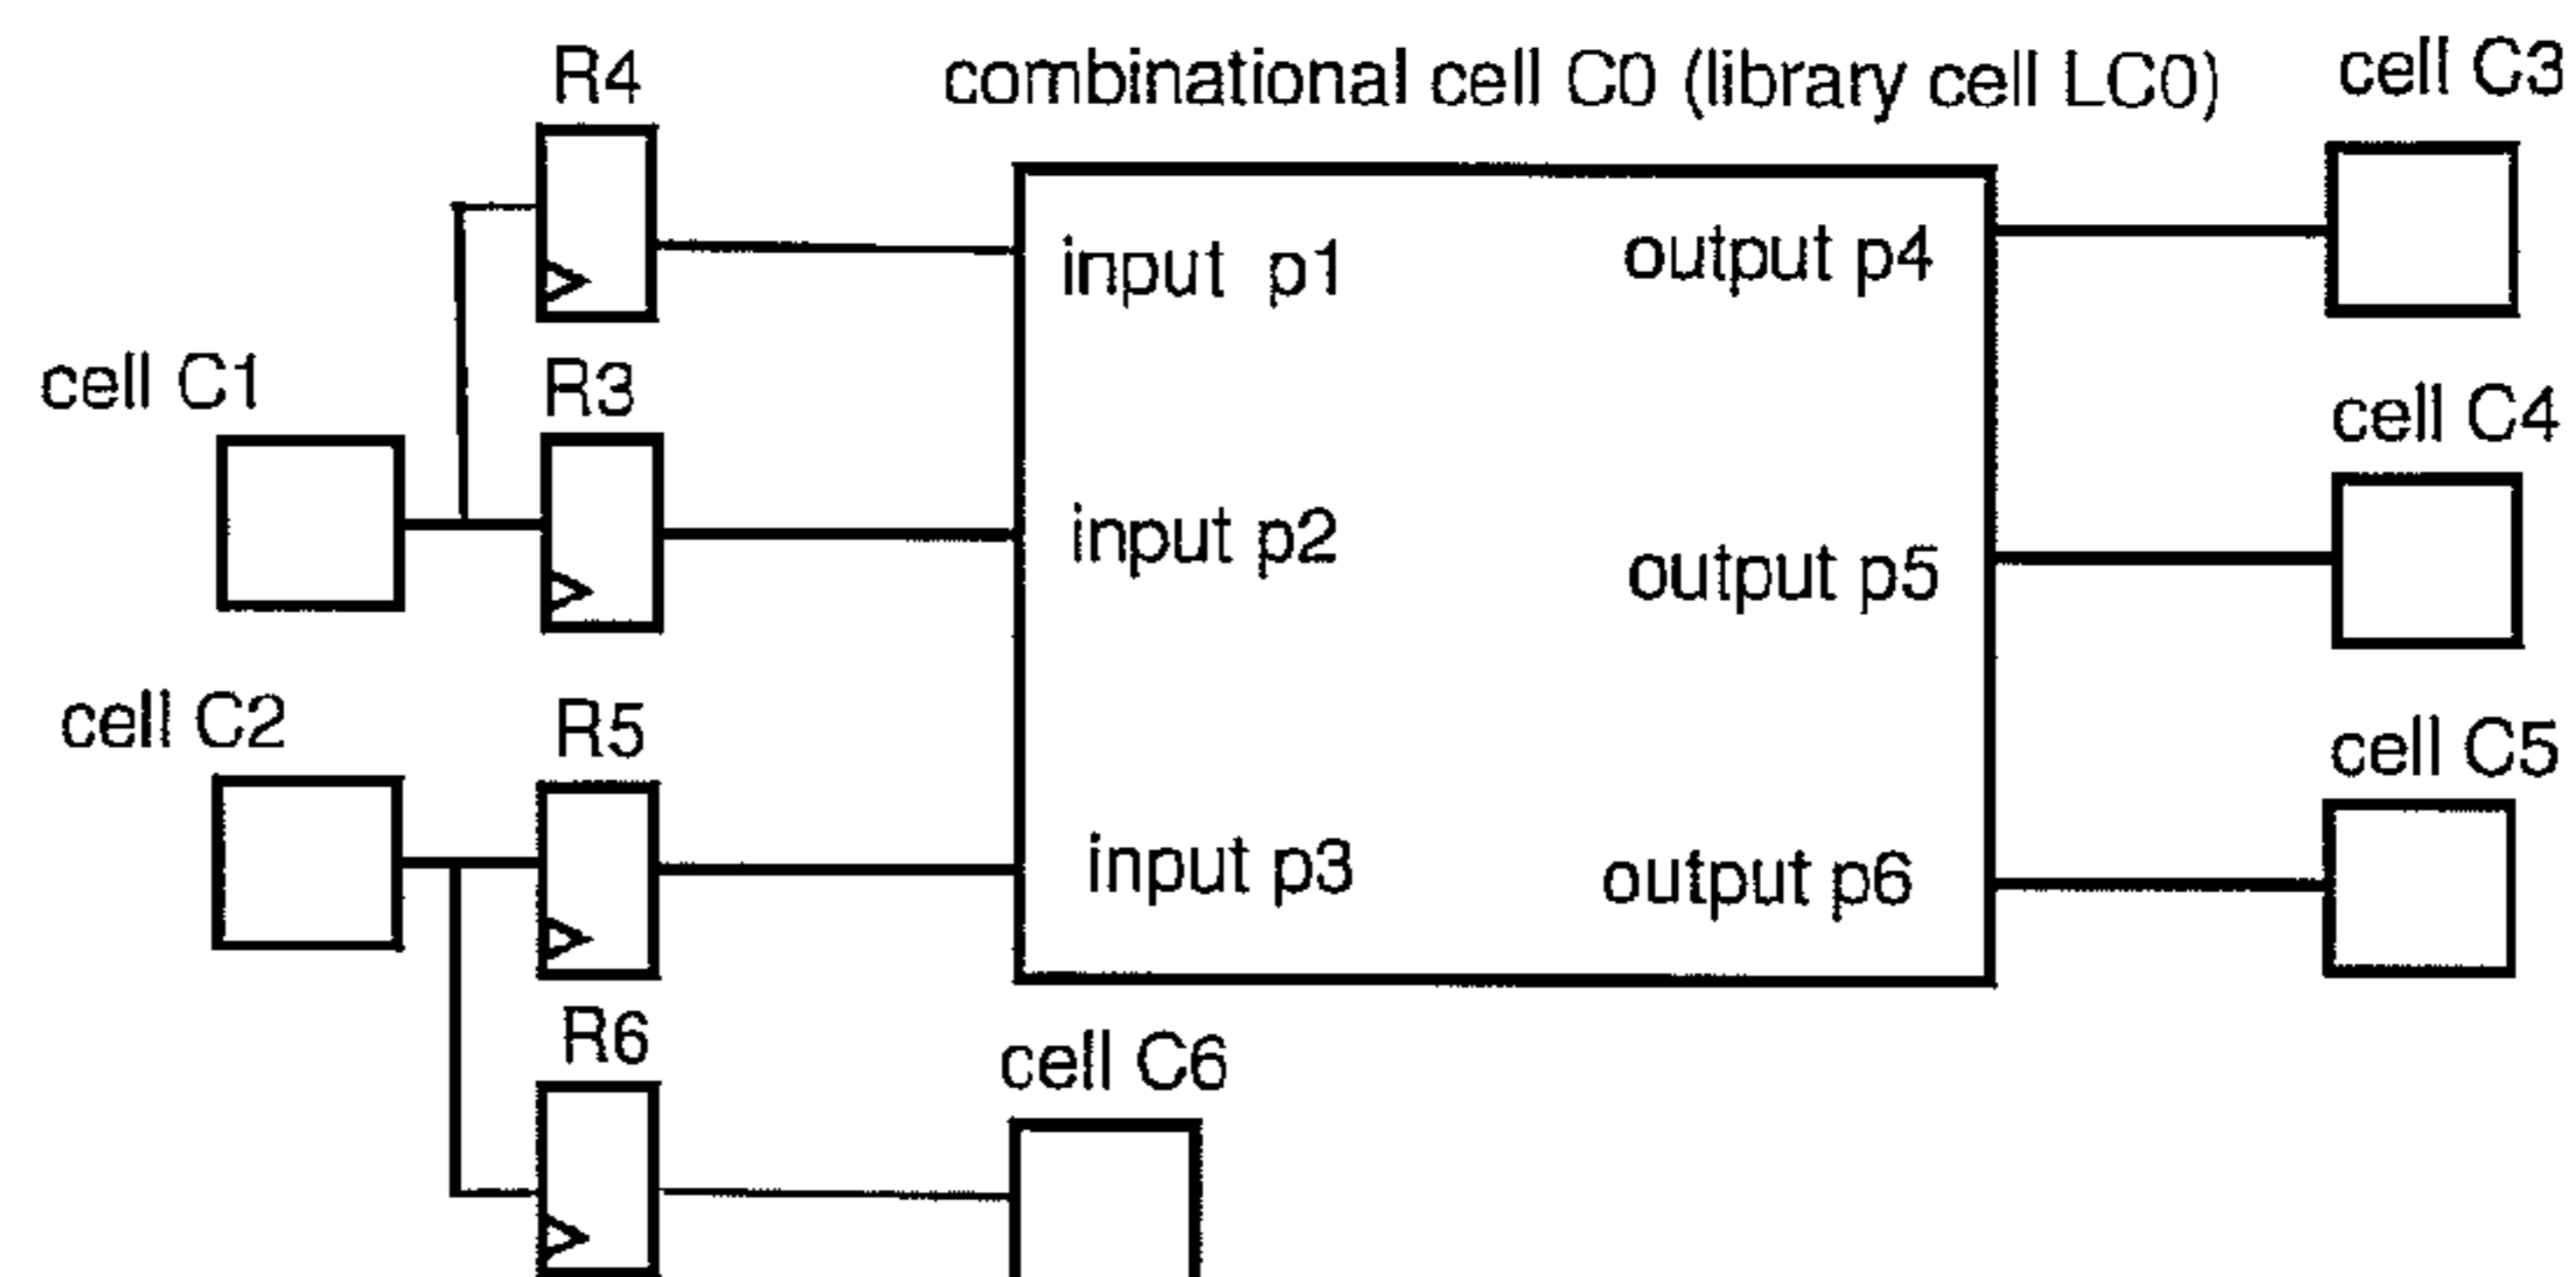 R4
combinational cell C0 (library cell LC0)
cell C3
input p1
output p4
cell C1
R3
cell C4
input p2
output p5
cell C2
R5
cell C5
input p3
output p6
R6
cell C6